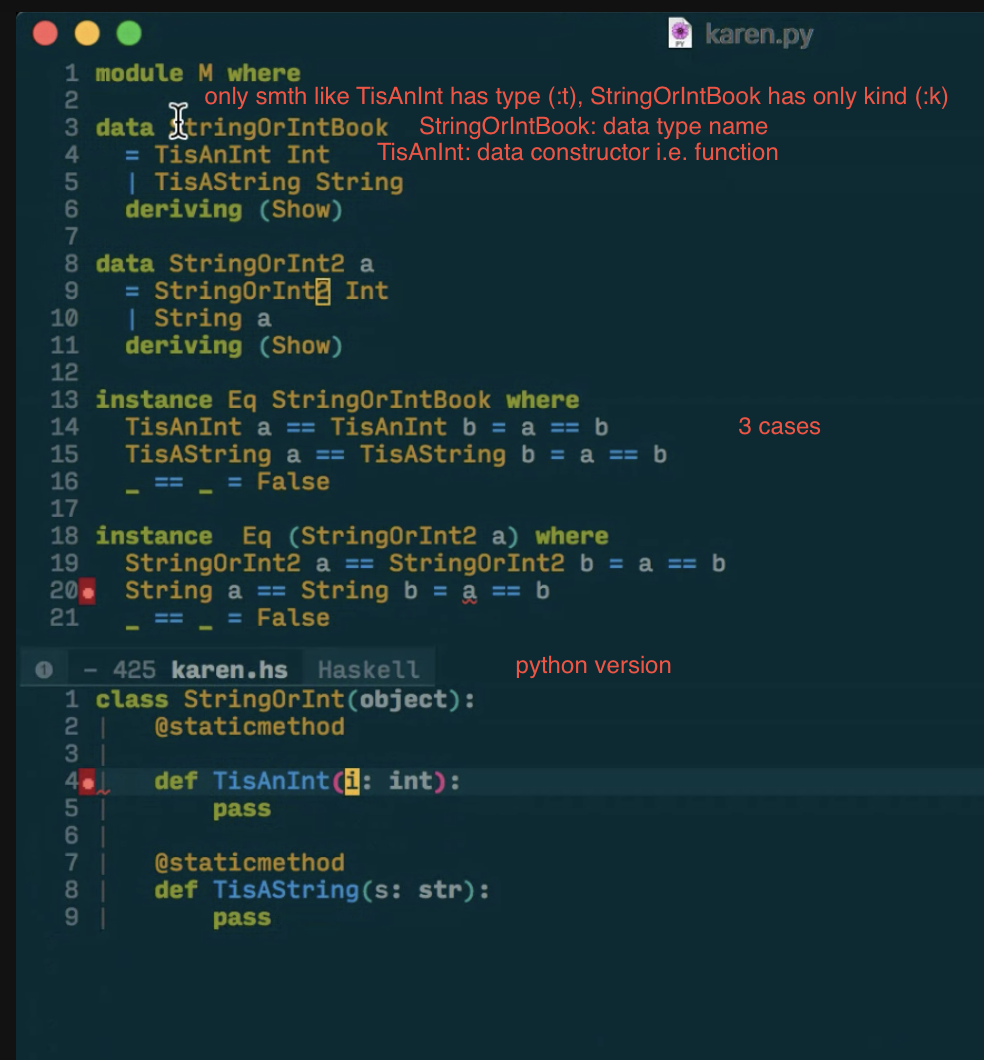 karen.py
1 module M where
only smth like TisAnInt has type (:t), StringOrIntBook has only kind (:k)
2
3 data StringOrIntBook StringOrIntBook: data type name
4 = TisAnInt Int TisAnInt: data constructor i.e. function
5 | TisAString String
6 deriving (Show)
7
8 data StringOrInt2 a
9 = StringOrInt2 Int
10 | String a
11 deriving (Show)
12
13 instance Eq StringOrIntBook where
14 TisAnInt a == TisAnInt b = a == b 3 cases
15 TisAString a == TisAString b = a == b
16 _ == _ = False
17
18 instance  Eq (StringOrInt2 a) where
19 StringOrInt2 a == StringOrInt2 b = a == b
20 String a == String b = a == b
21 _ == _ = False
1 – 425 karen.hs Haskell python version
1 class StringOrInt(object):
2 | @staticmethod
3 |
4 | def TisAnInt(i: int):
5 | pass
6 |
7 | @staticmethod
8 | def TisAString(s: str):
9 | pass